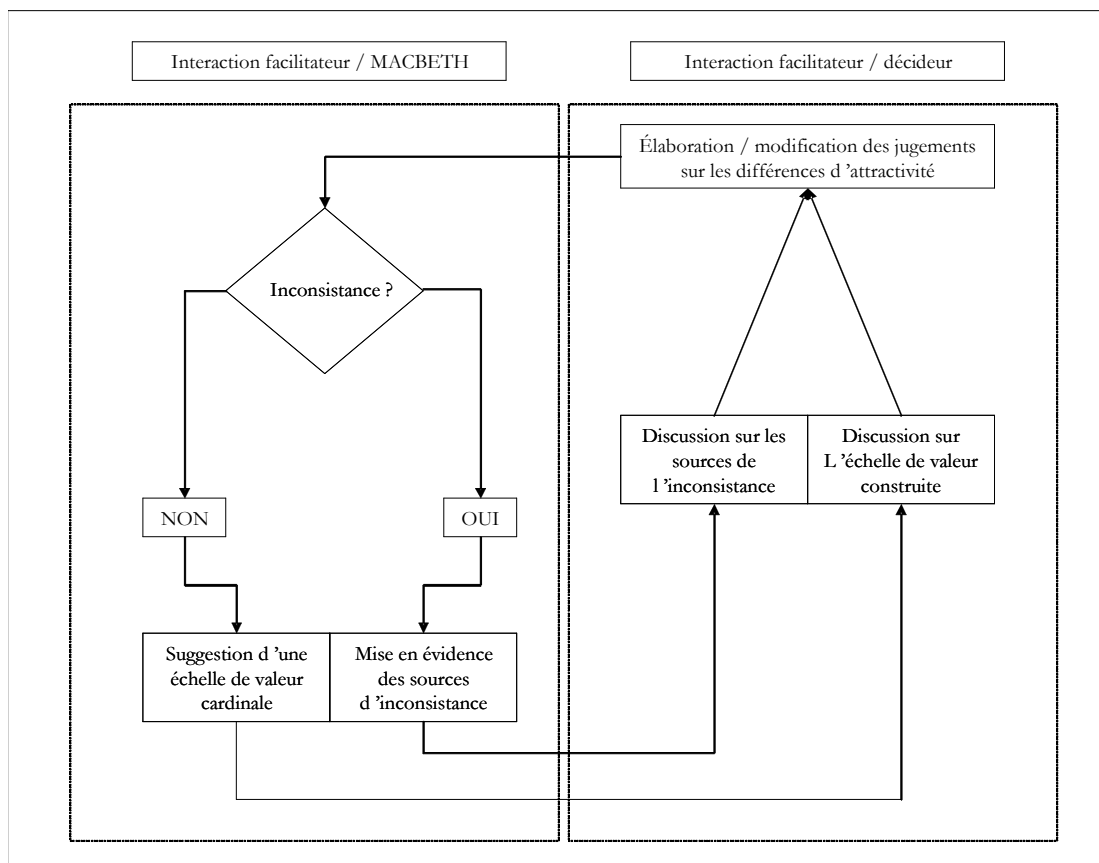 Interaction facilitateur / MACBETH
Interaction facilitateur / décideur
Élaboration / modification des jugements
sur les différences d 'attractivité
Inconsistance ?
Discussion sur les
sources de
l 'inconsistance
Discussion sur
L 'échelle de valeur
construite
NON
OUI
Suggestion d 'une
échelle de valeur
cardinale
Mise en évidence
des sources
d 'inconsistance